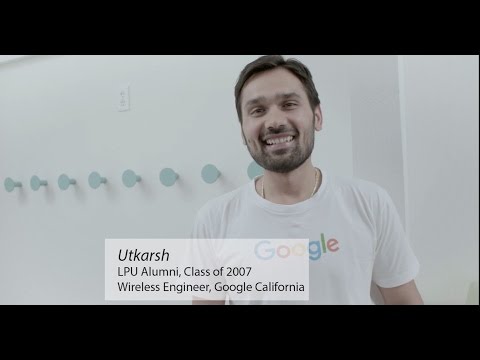 Google
Utkarsh
LPU Alumni, Class of 2007
Wireless Engineer, Google California